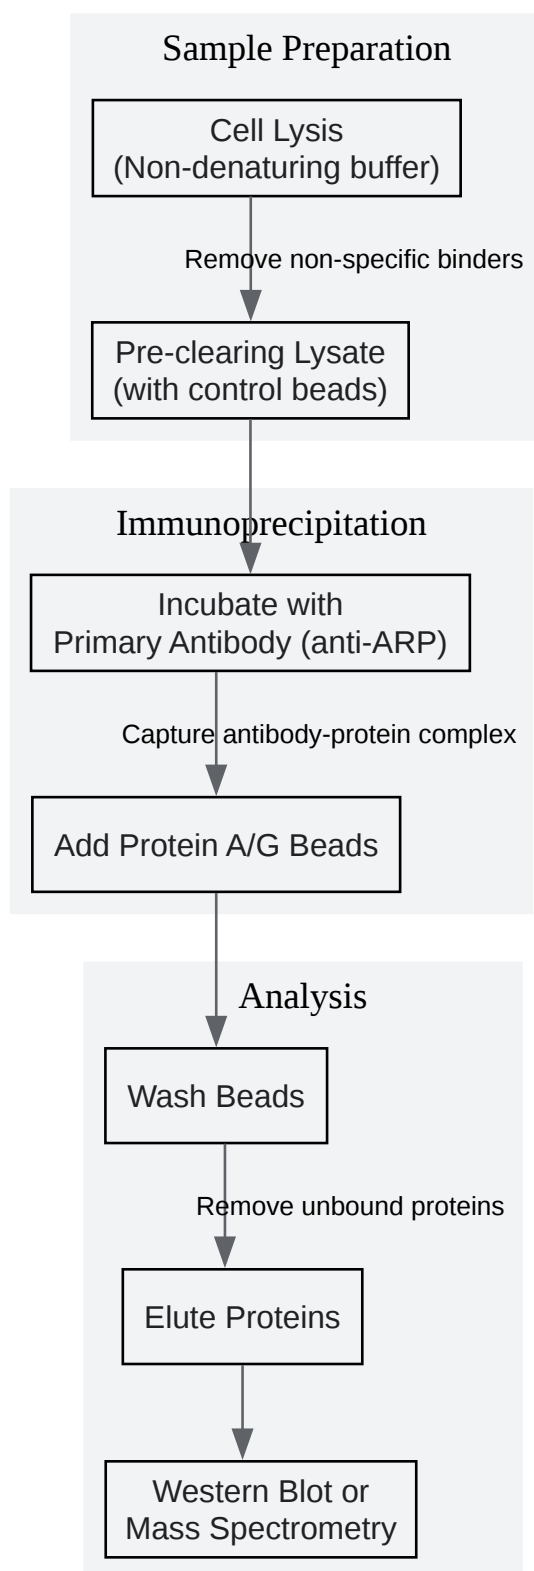 Sample Preparation
Cell Lysis
(Non-denaturing buffer)
Remove non-specific binders
Pre-clearing Lysate
(with control beads)
Immunoprecipitation
Incubate with
Primary Antibody (anti-ARP)
Capture antibody-protein complex
Add Protein A/G Beads
Analysis
Wash Beads
Remove unbound proteins
Elute Proteins
Western Blot or
Mass Spectrometry